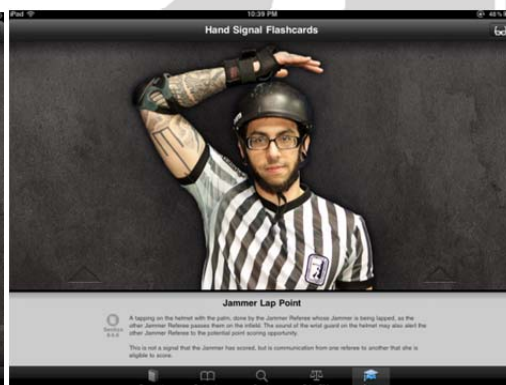 iPad 10:39 PM 48%
Hand Signal Flashcards
Jammer Lap Point
A tapping on the helmet with the palm, done by the Jammer Referee whose Jammer is being lapped, as the
other Jammer Referee passes them on the infield. The sound of the wrist guard on the helmet may also alert the
other Jammer Referee to the potential point scoring opportunity.
Section
This is not a signal that the Jammer has scored, but is communication from one referee to another that she is
eligible to score.